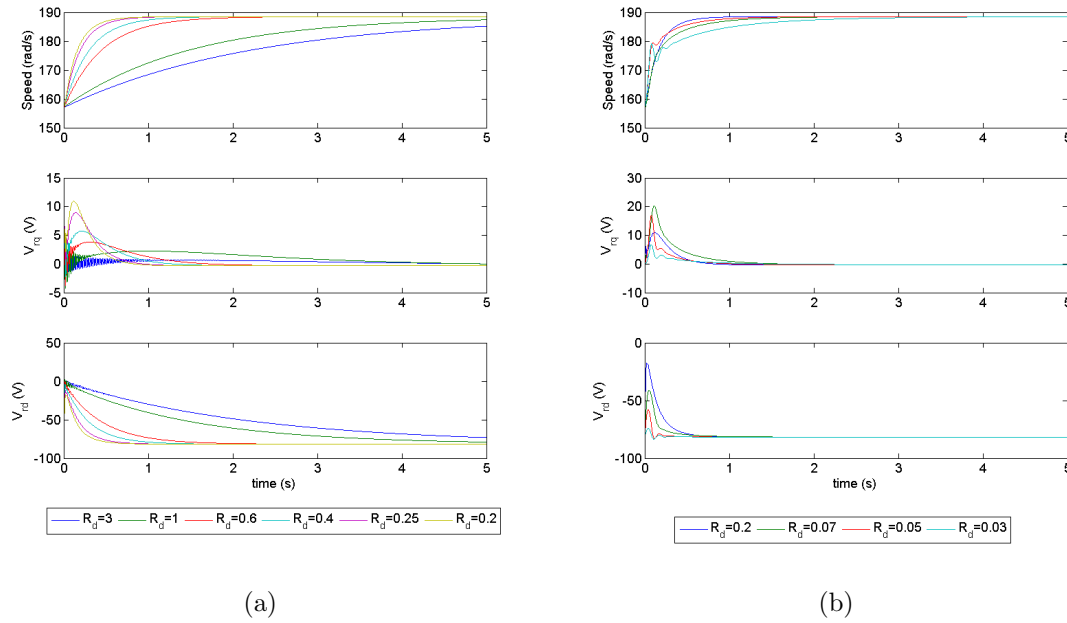 190
180
170
160
150
Speed (rad/s)
0 1 2 3 4 5
15
10
5
0
-5
V_rq (V)
0 1 2 3 4 5
50
0
-50
-100
V_rd (V)
0 1 2 3 4 5
time (s)
R_d=3 R_d=1 R_d=0.6 R_d=0.4 R_d=0.25 R_d=0.2
(a)
190
180
170
160
150
Speed (rad/s)
0 1 2 3 4 5
30
20
10
0
-10
V_rq (V)
0 1 2 3 4 5
0
-50
-100
V_rd (V)
0 1 2 3 4 5
time (s)
R_d=0.2 R_d=0.07 R_d=0.05 R_d=0.03
(b)